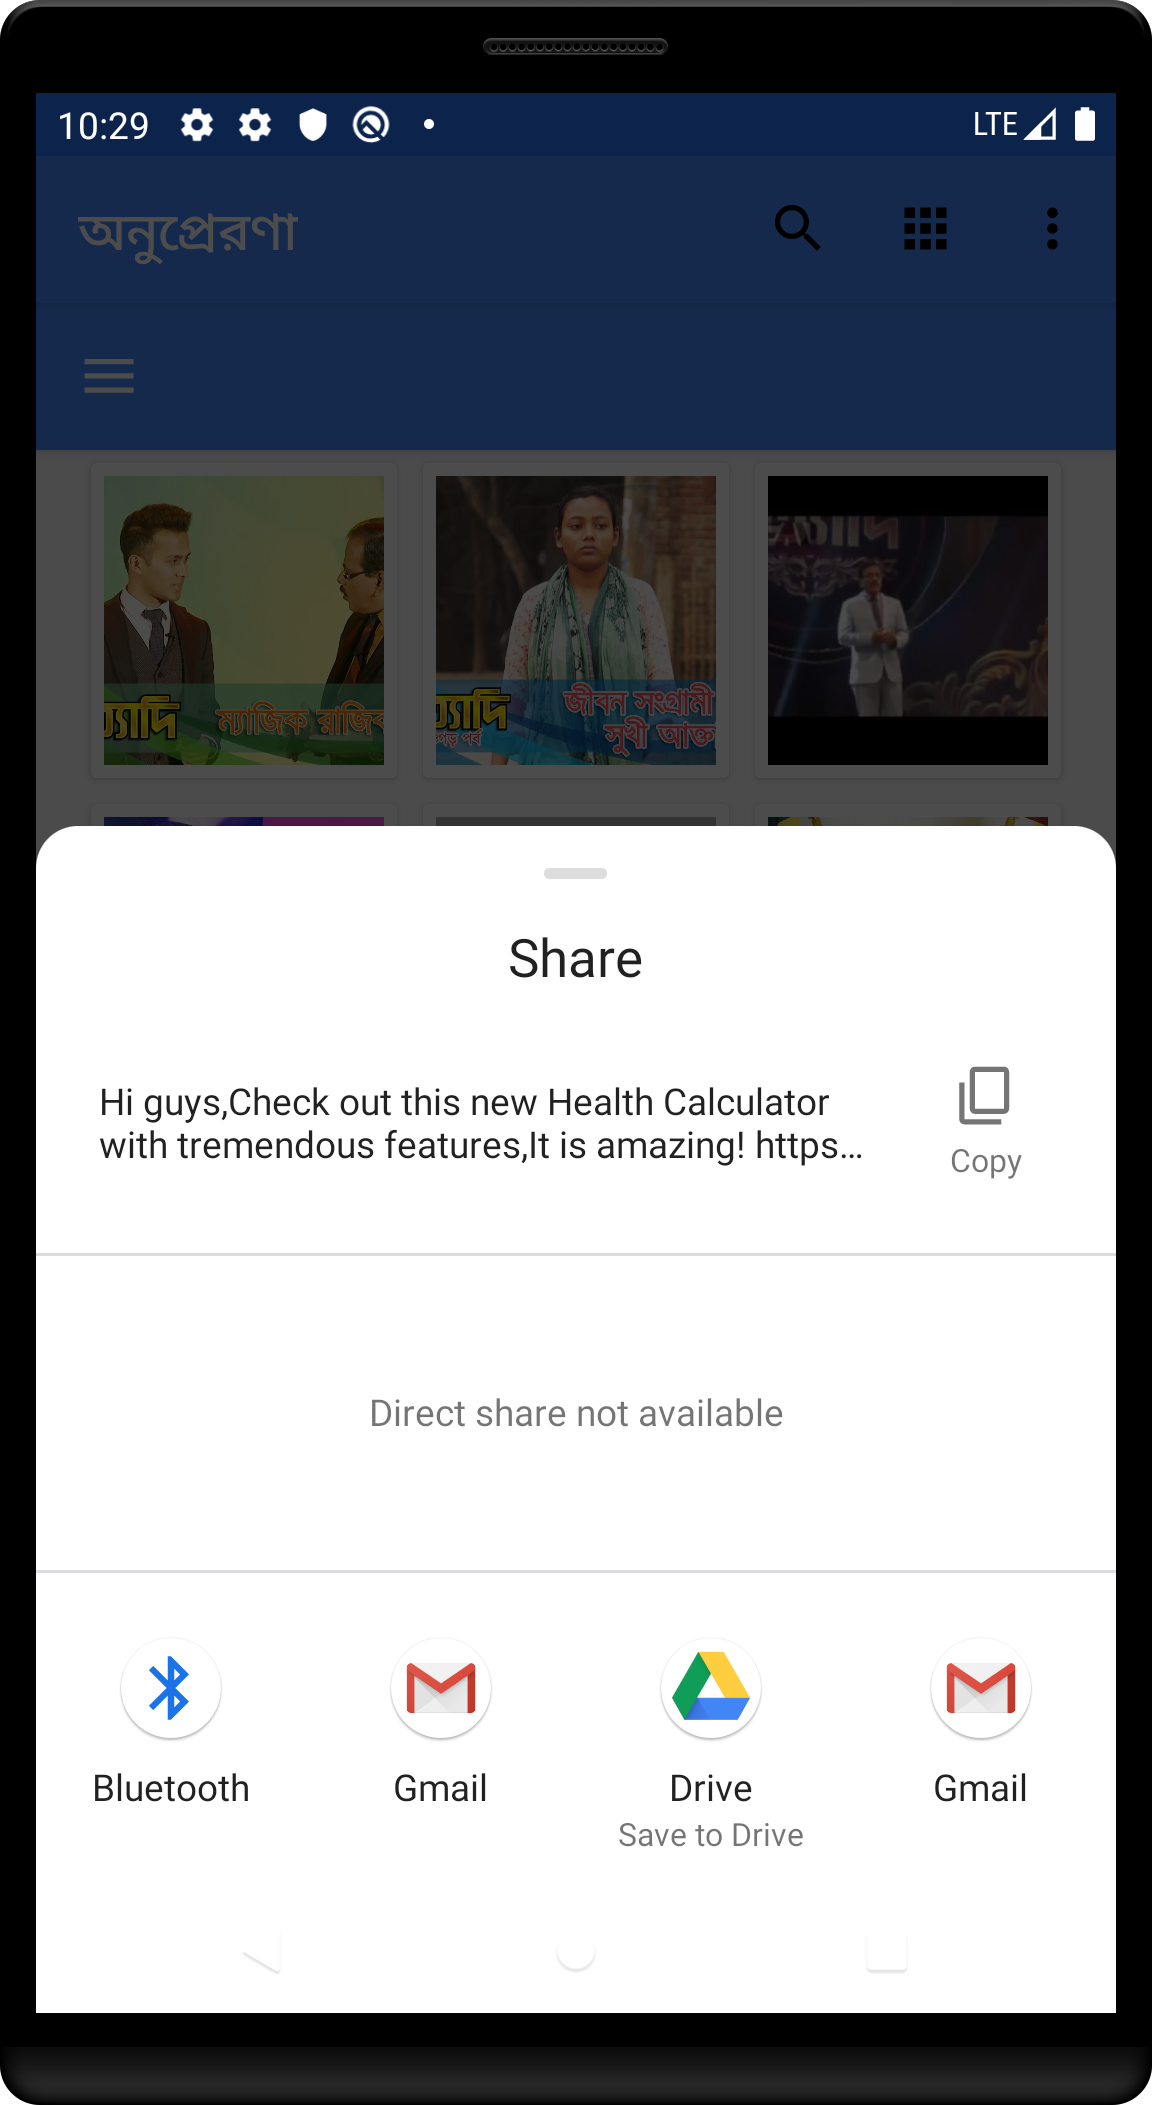 10:29
LTE
অনুপ্রেরণা
ত্যাদি
ম্যাজিক রাজিক
ত্যাদি
জীবন সংগ্রামী
সুখী আক্তা
Share
Hi guys,Check out this new Health Calculator
with tremendous features,It is amazing! https…
Copy
Direct share not available
Bluetooth
Gmail
Drive
Gmail
Save to Drive